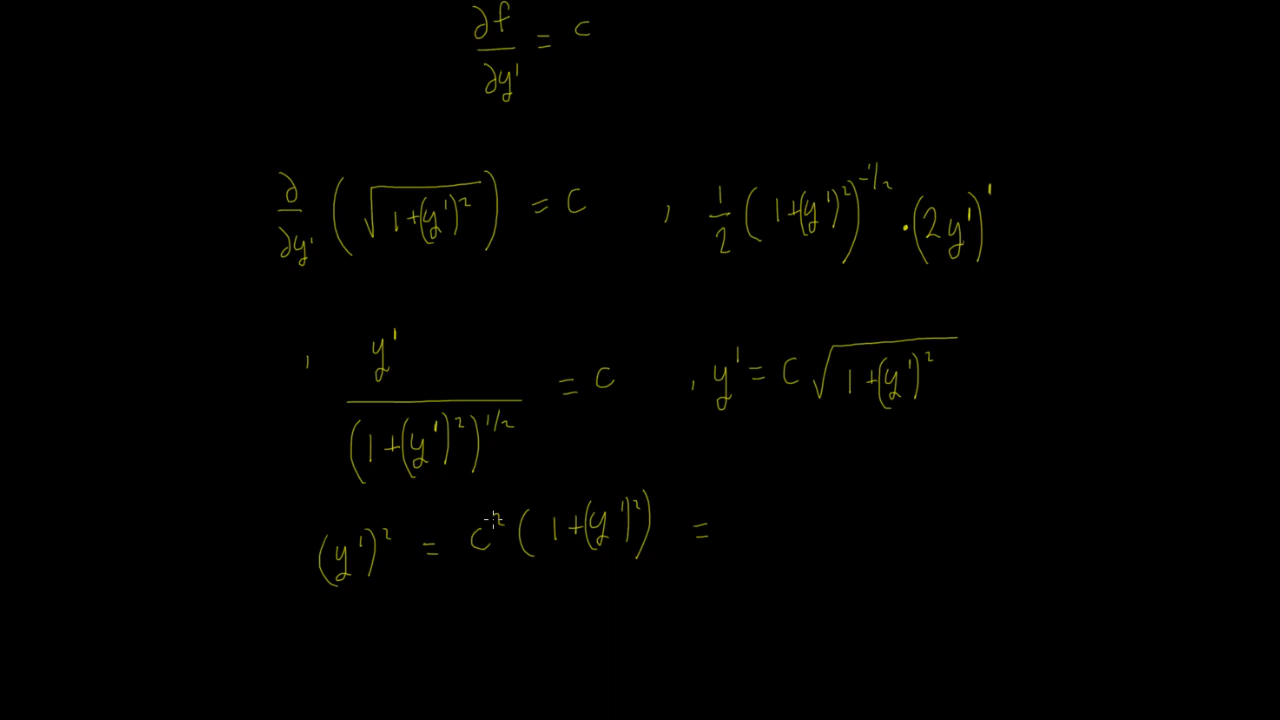 ∂f/∂y' = c
∂/∂y' (√(1+(y')²)) = c , 1/2 (1+(y')²)^(-1/2) · (2y')'
, y'/(1+(y')²)^(1/2) = c , y' = c √(1+(y')²)
(y')² = c² (1+(y')²) =